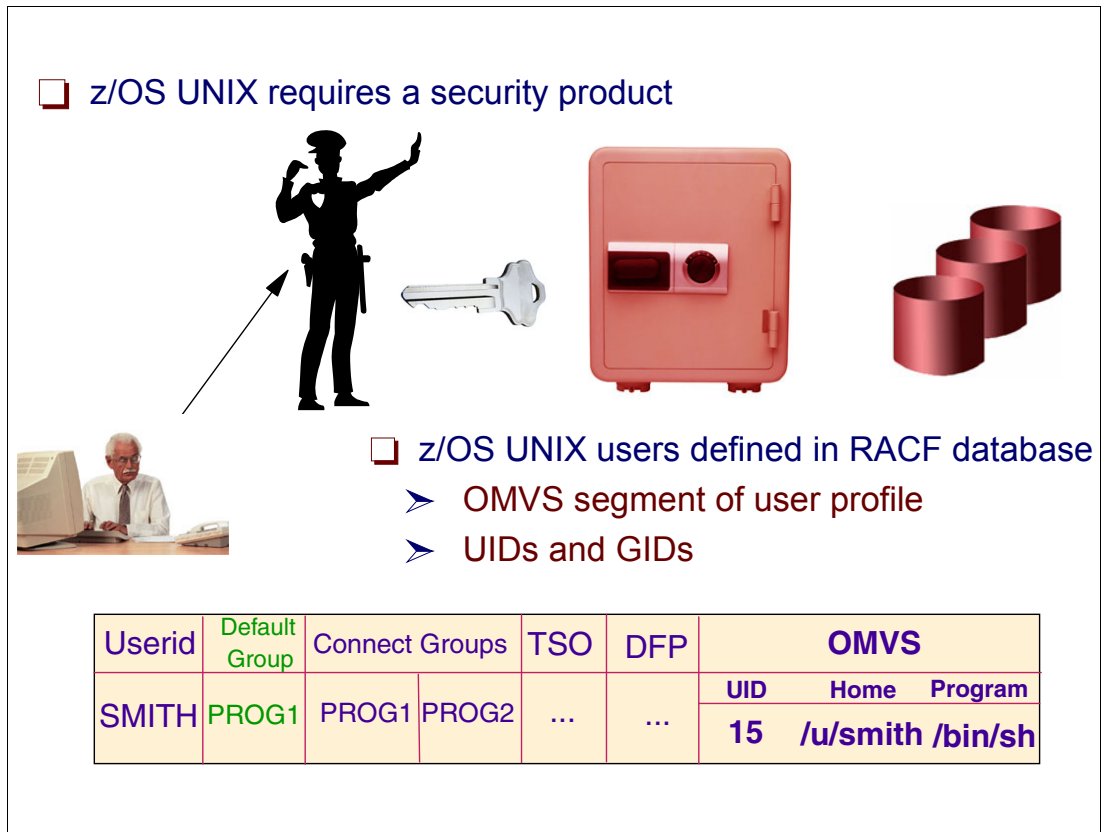 z/OS UNIX requires a security product
z/OS UNIX users defined in RACF database
OMVS segment of user profile
UIDs and GIDs
Userid Default Group Connect Groups TSO DFP OMVS
UID Home Program
SMITH PROG1 PROG1 PROG2 ... ... 15 /u/smith /bin/sh